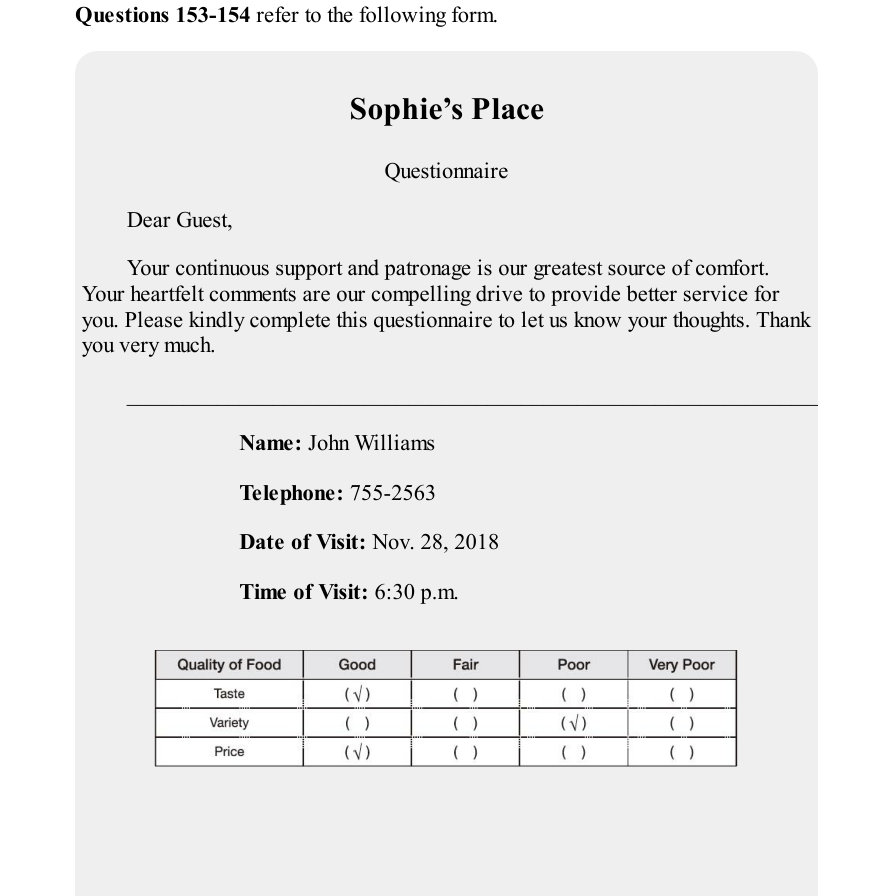 Questions 153-154 refer to the following form.
Sophie’s Place
Questionnaire
Dear Guest,
Your continuous support and patronage is our greatest source of comfort.
Your heartfelt comments are our compelling drive to provide better service for
you. Please kindly complete this questionnaire to let us know your thoughts. Thank
you very much.
Name: John Williams
Telephone: 755-2563
Date of Visit: Nov. 28, 2018
Time of Visit: 6:30 p.m.
Quality of Food Good Fair Poor Very Poor
Taste (√) ( ) ( ) ( )
Variety ( ) ( ) (√) ( )
Price (√) ( ) ( ) ( )